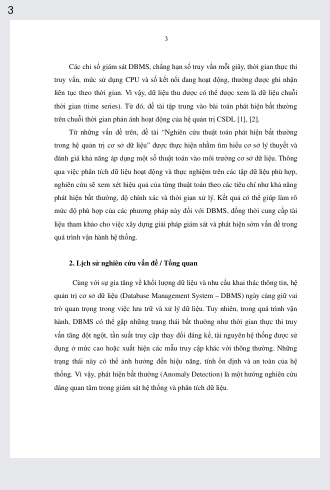 3
3
Các chỉ số giám sát DBMS, chẳng hạn số truy vấn mỗi giây, thời gian thực thi
truy vấn, mức sử dụng CPU và số kết nối đang hoạt động, thường được ghi nhận
liên tục theo thời gian. Vì vậy, dữ liệu thu được có thể được xem là dữ liệu chuỗi
thời gian (time series). Từ đó, đề tài tập trung vào bài toán phát hiện bất thường
trên chuỗi thời gian phản ánh hoạt động của hệ quản trị CSDL [1], [2].
Từ những vấn đề trên, đề tài “Nghiên cứu thuật toán phát hiện bất thường
trong hệ quản trị cơ sở dữ liệu” được thực hiện nhằm tìm hiểu cơ sở lý thuyết và
đánh giá khả năng áp dụng một số thuật toán vào môi trường cơ sở dữ liệu. Thông
qua việc phân tích dữ liệu hoạt động và thực nghiệm trên các tập dữ liệu phù hợp,
nghiên cứu sẽ xem xét hiệu quả của từng thuật toán theo các tiêu chí như khả năng
phát hiện bất thường, độ chính xác và thời gian xử lý. Kết quả có thể giúp làm rõ
mức độ phù hợp của các phương pháp này đối với DBMS, đồng thời cung cấp tài
liệu tham khảo cho việc xây dựng giải pháp giám sát và phát hiện sớm vấn đề trong
quá trình vận hành hệ thống.
2. Lịch sử nghiên cứu vấn đề / Tổng quan
Cùng với sự gia tăng về khối lượng dữ liệu và nhu cầu khai thác thông tin, hệ
quản trị cơ sở dữ liệu (Database Management System – DBMS) ngày càng giữ vai
trò quan trọng trong việc lưu trữ và xử lý dữ liệu. Tuy nhiên, trong quá trình vận
hành, DBMS có thể gặp những trạng thái bất thường như thời gian thực thi truy
vấn tăng đột ngột, tần suất truy cập thay đổi đáng kể, tài nguyên hệ thống được sử
dụng ở mức cao hoặc xuất hiện các mẫu truy cập khác với thông thường. Những
trạng thái này có thể ảnh hưởng đến hiệu năng, tính ổn định và an toàn của hệ
thống. Vì vậy, phát hiện bất thường (Anomaly Detection) là một hướng nghiên cứu
đáng quan tâm trong giám sát hệ thống và phân tích dữ liệu.